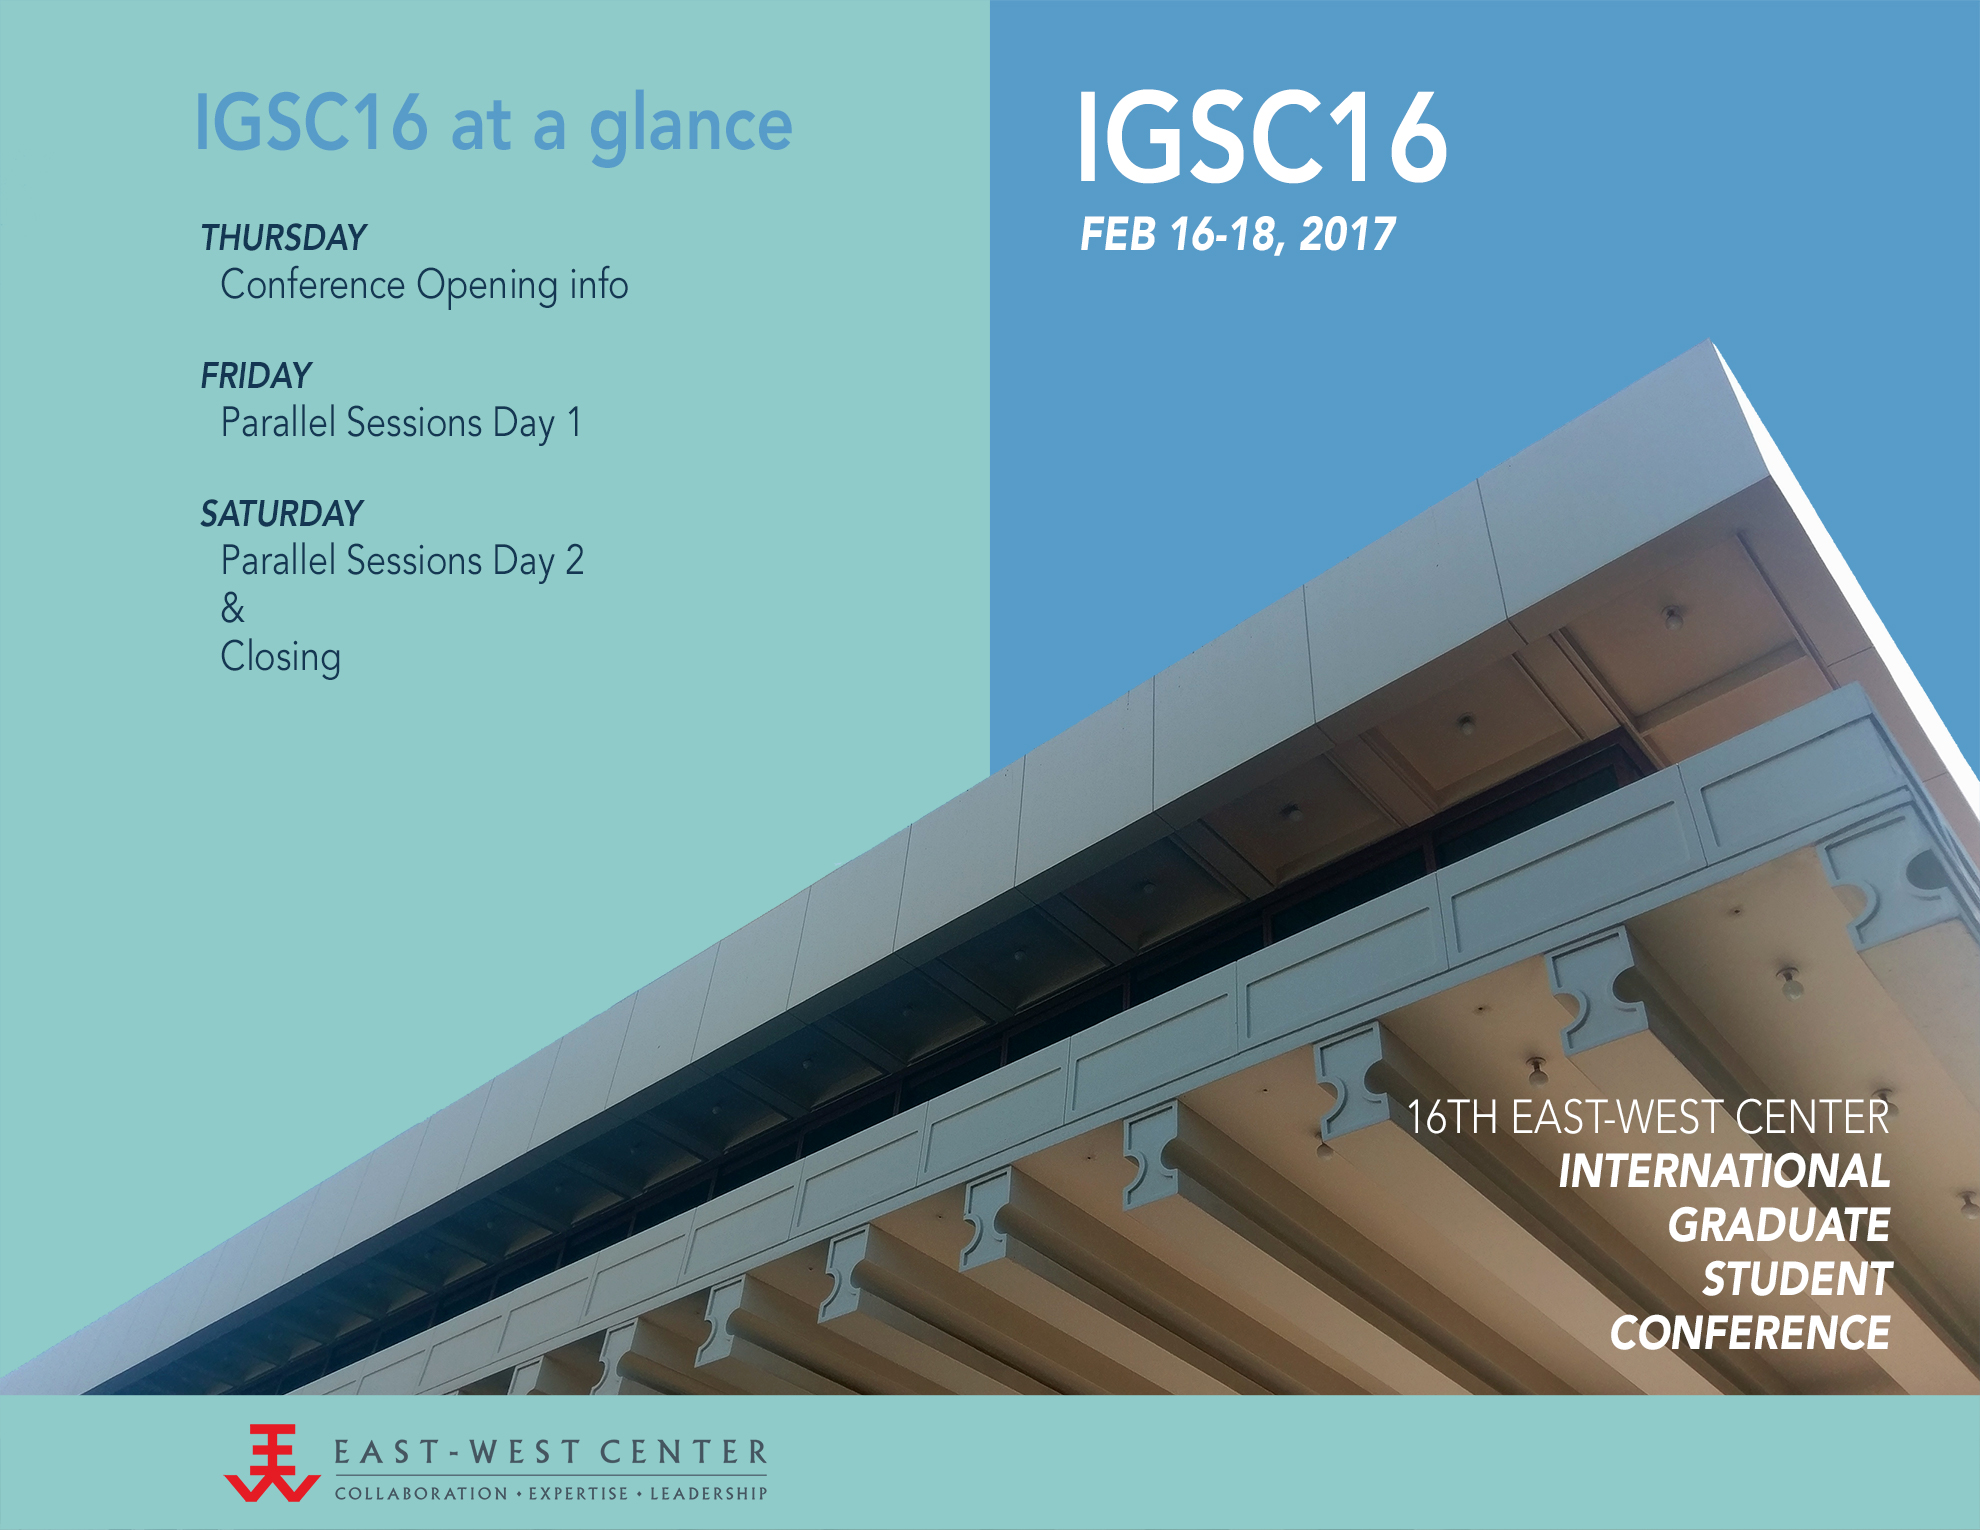 IGSC16 at a glance
THURSDAY
Conference Opening info
FRIDAY
Parallel Sessions Day 1
SATURDAY
Parallel Sessions Day 2
&
Closing
IGSC16
FEB 16-18, 2017
16TH EAST-WEST CENTER
INTERNATIONAL
GRADUATE
STUDENT
CONFERENCE
EAST-WEST CENTER
COLLABORATION • EXPERTISE • LEADERSHIP